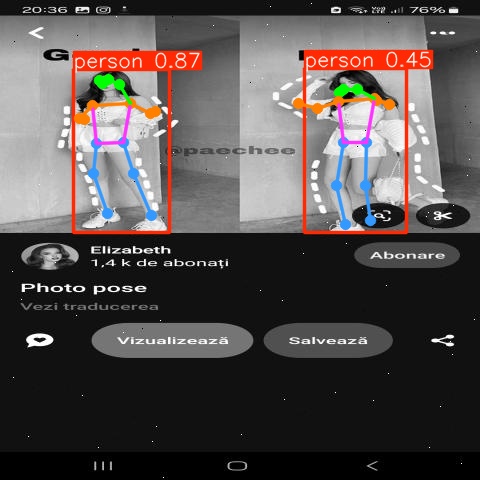 20:36
76%
person 0.87
person 0.45
@paechee
Elizabeth
1,4 k de abonați
Abonare
Photo pose
Vezi traducerea
Vizualizează
Salvează